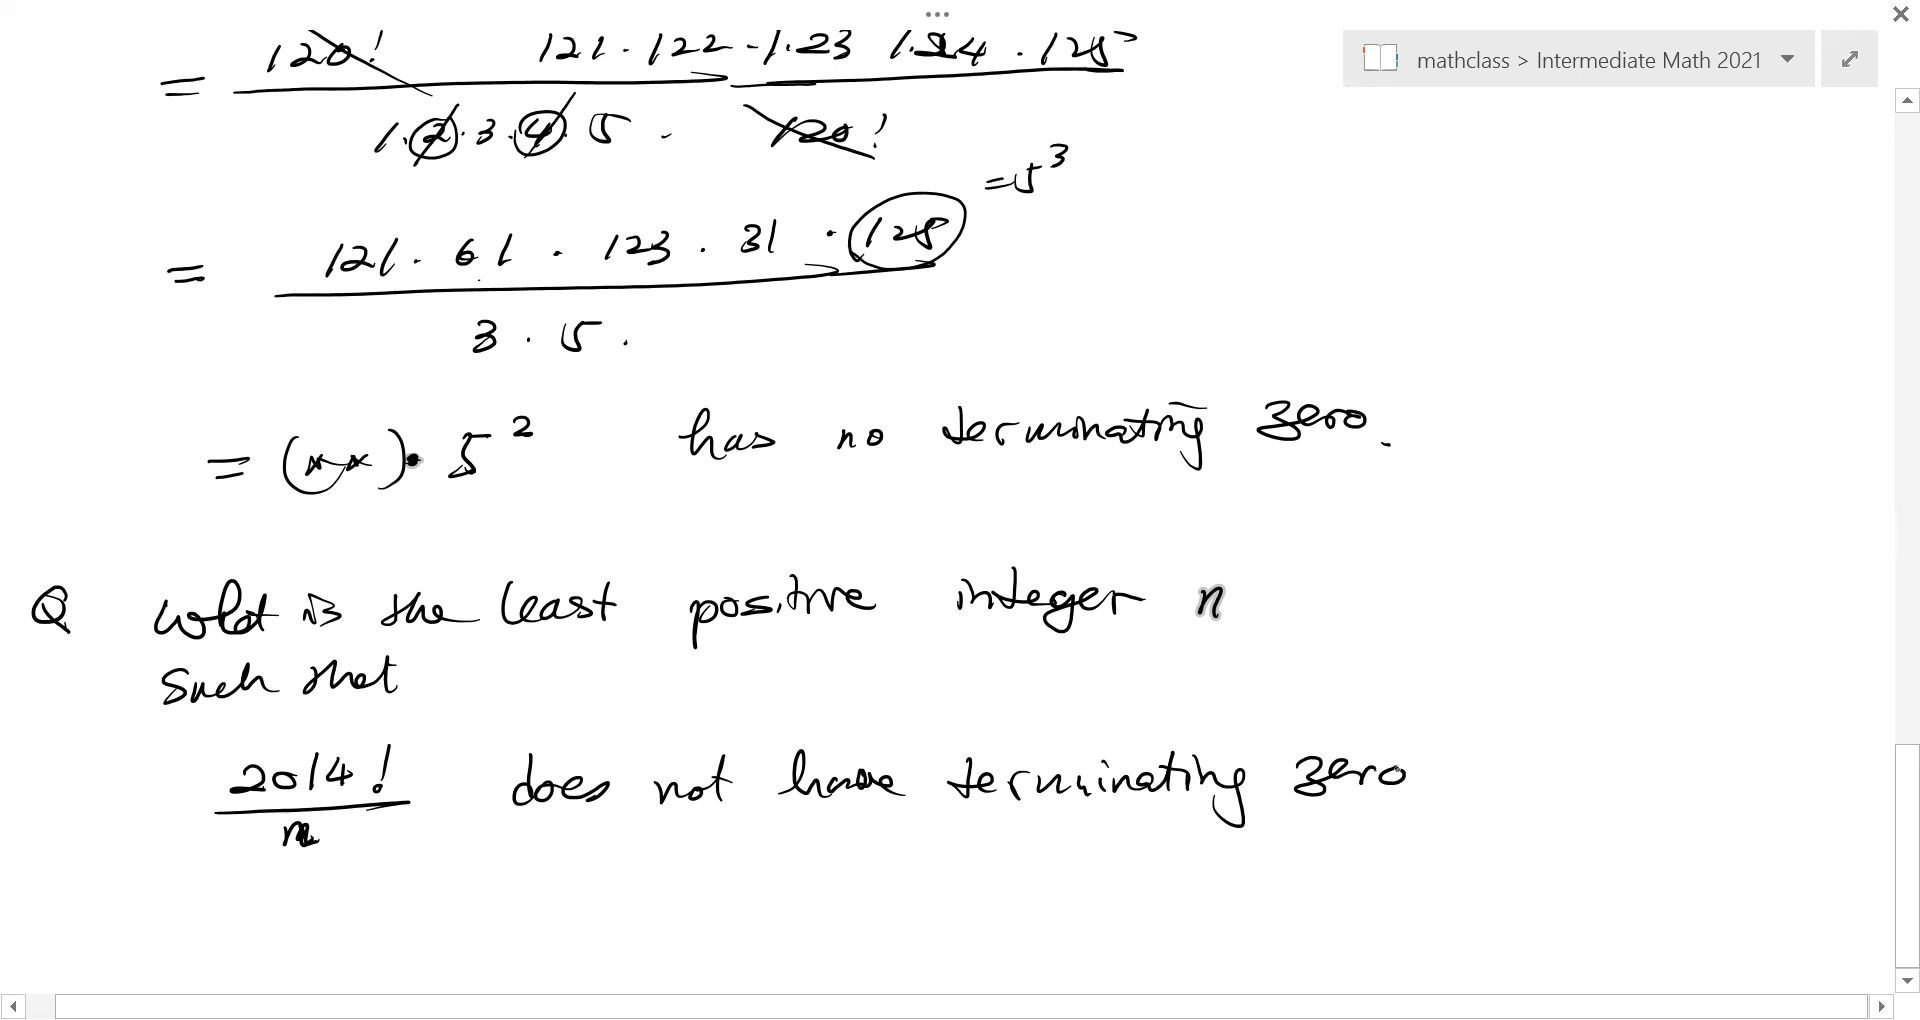 mathclass > Intermediate Math 2021
= 120! 121 · 122 · 123 124 · 125
1 · 2 · 3 · 4 · 5 · 120!
= 121 · 61 · 123 · 31 · 125 = 5³
3 · 5 ·
= (xx) · 5² has no terminating zero.
Q What is the least positive integer n
such that
2014! does not have terminating zero
n